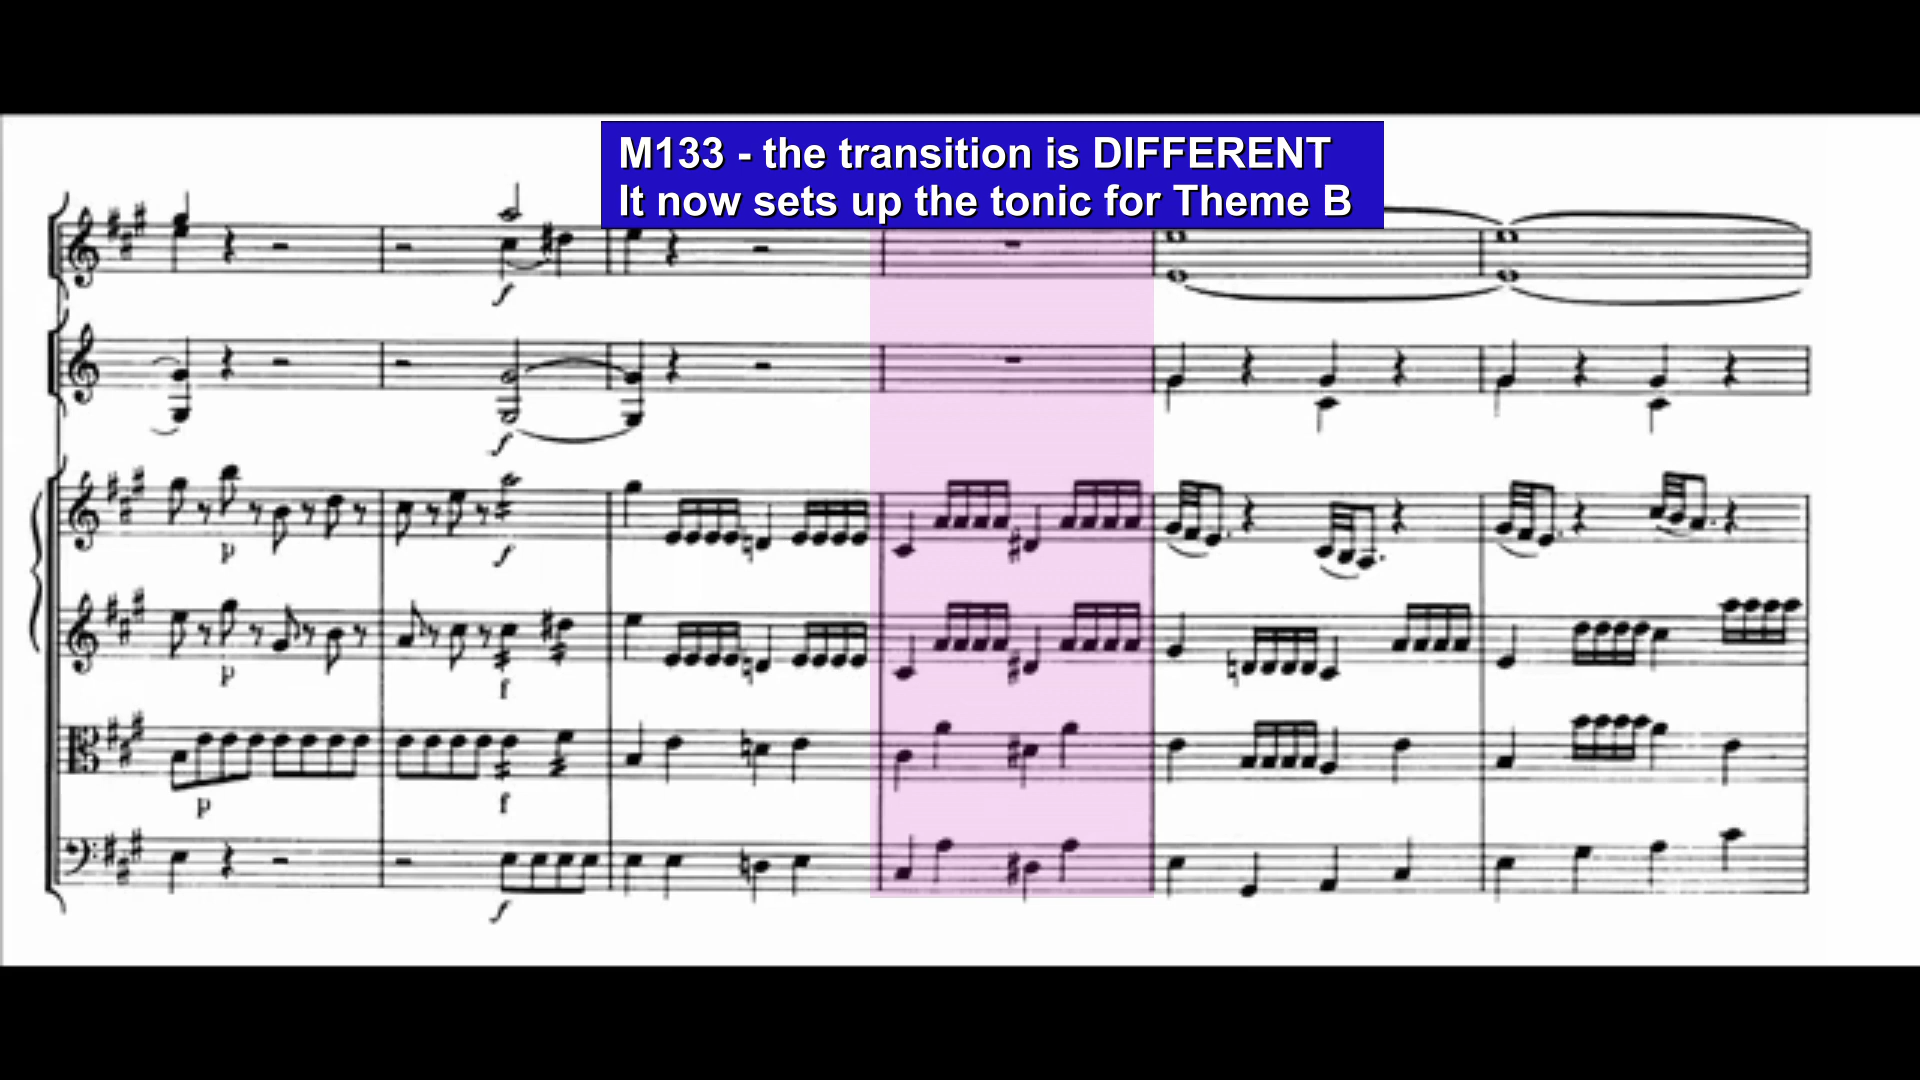 M133 - the transition is DIFFERENT
It now sets up the tonic for Theme B
f
f
p
f
p
f
p
f
f